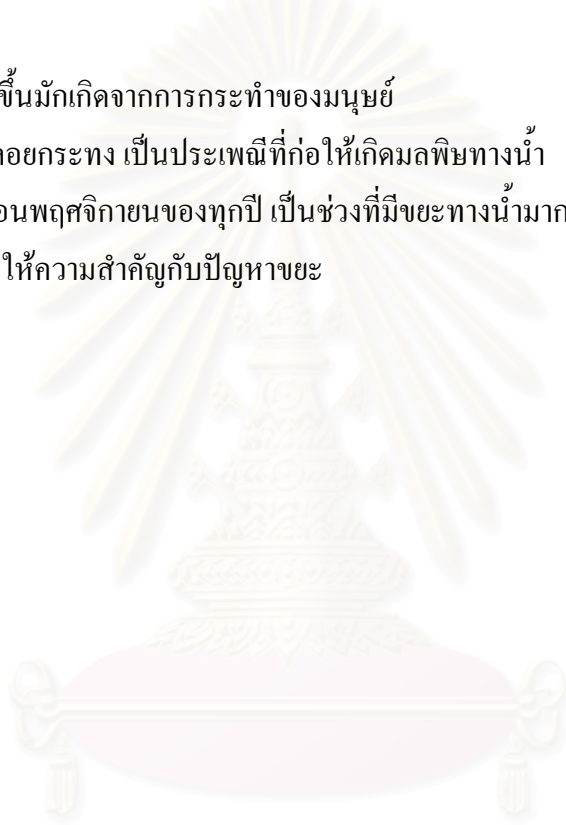 ขึ้นมักเกิดจากการกระทำของมนุษย์
ลอยกระทง เป็นประเพณีที่ก่อให้เกิดมลพิษทางน้ำ
อนพฤศจิกายนของทุกปี เป็นช่วงที่มีขยะทางน้ำมาก
ให้ความสำคัญกับปัญหาขยะ